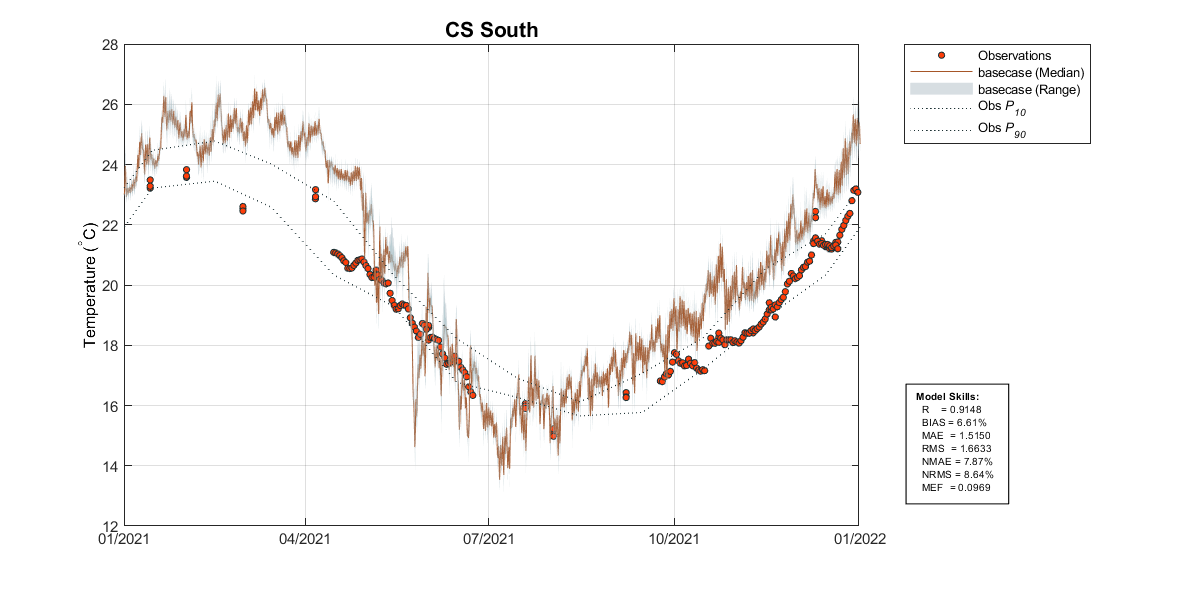 CS South
28
26
24
22
20
18
16
14
12
Temperature (°C)
01/2021
04/2021
07/2021
10/2021
01/2022
Observations
basecase (Median)
basecase (Range)
Obs P10
Obs P90
Model Skills:
R = 0.9148
BIAS = 6.61%
MAE = 1.5150
RMS = 1.6633
NMAE = 7.87%
NRMS = 8.64%
MEF = 0.0969